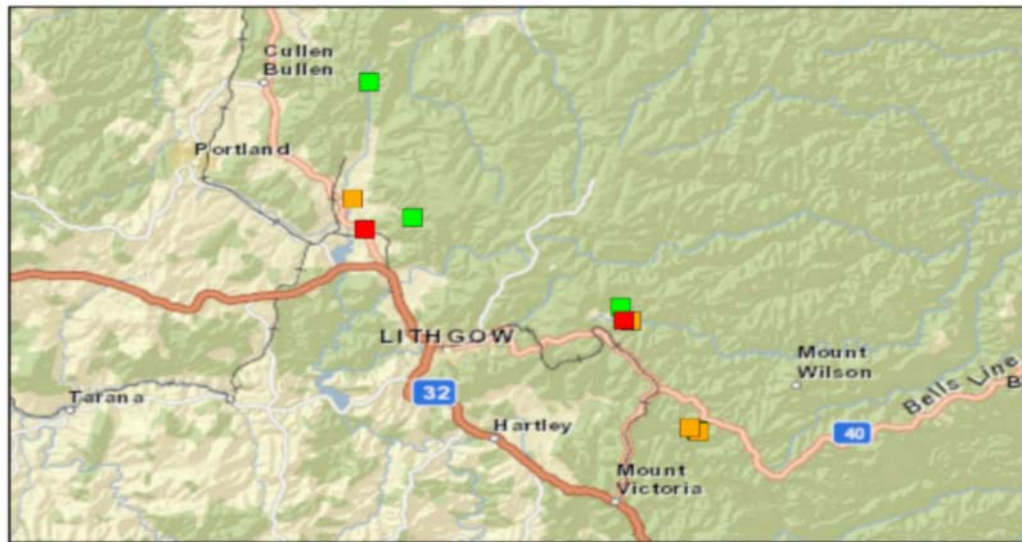 Cullen
Bullen
Portland
LITHGOW
Mount
Wilson
Tarana
32
Bells Line
B
Hartley
40
Mount
Victoria